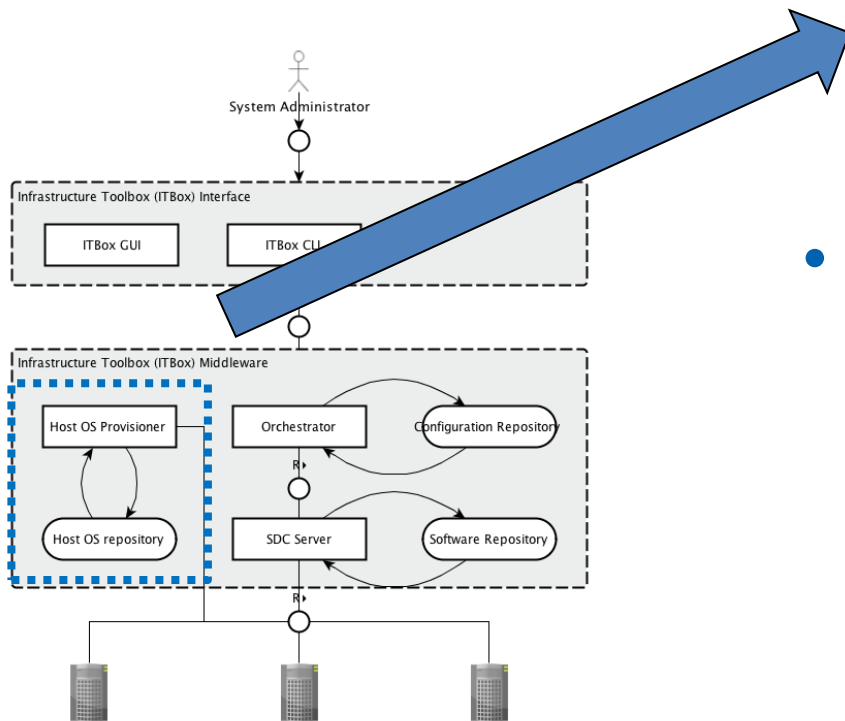 System Administrator
Infrastructure Toolbox (ITBox) Interface
ITBox GUI
ITBox CLI
Infrastructure Toolbox (ITBox) Middleware
Host OS Provisioner
Orchestrator
Configuration Repository
R
Host OS repository
SDC Server
Software Repository
R